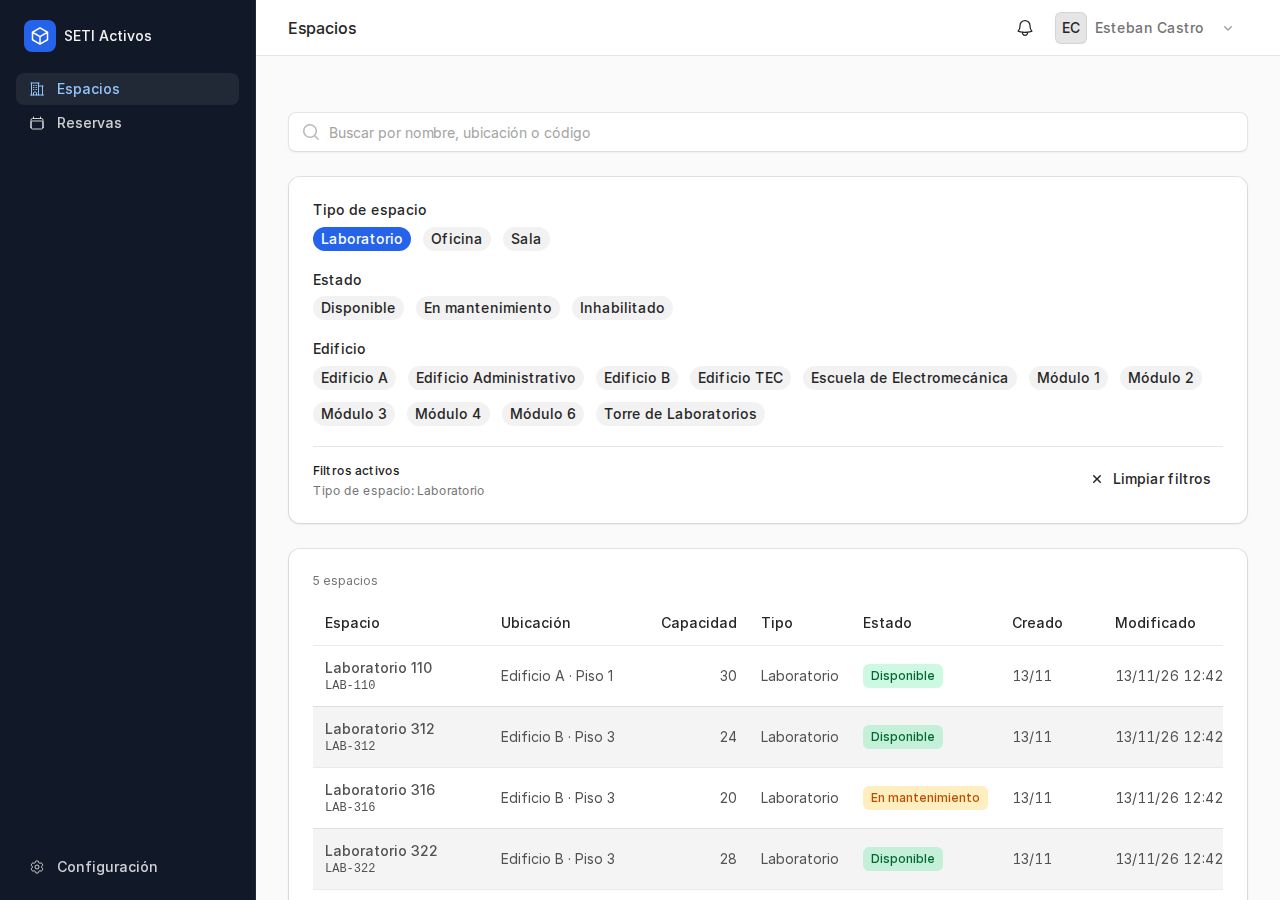 SETI Activos
Espacios
Reservas
Configuración
Espacios
EC Esteban Castro
Buscar por nombre, ubicación o código
Tipo de espacio
Laboratorio Oficina Sala
Estado
Disponible En mantenimiento Inhabilitado
Edificio
Edificio A Edificio Administrativo Edificio B Edificio TEC Escuela de Electromecánica Módulo 1 Módulo 2
Módulo 3 Módulo 4 Módulo 6 Torre de Laboratorios
Filtros activos
Tipo de espacio: Laboratorio
Limpiar filtros
5 espacios
Espacio Ubicación Capacidad Tipo Estado Creado Modificado
Laboratorio 110
LAB-110
Edificio A · Piso 1 30 Laboratorio Disponible 13/11 13/11/26 12:42
Laboratorio 312
LAB-312
Edificio B · Piso 3 24 Laboratorio Disponible 13/11 13/11/26 12:42
Laboratorio 316
LAB-316
Edificio B · Piso 3 20 Laboratorio En mantenimiento 13/11 13/11/26 12:42
Laboratorio 322
LAB-322
Edificio B · Piso 3 28 Laboratorio Disponible 13/11 13/11/26 12:42